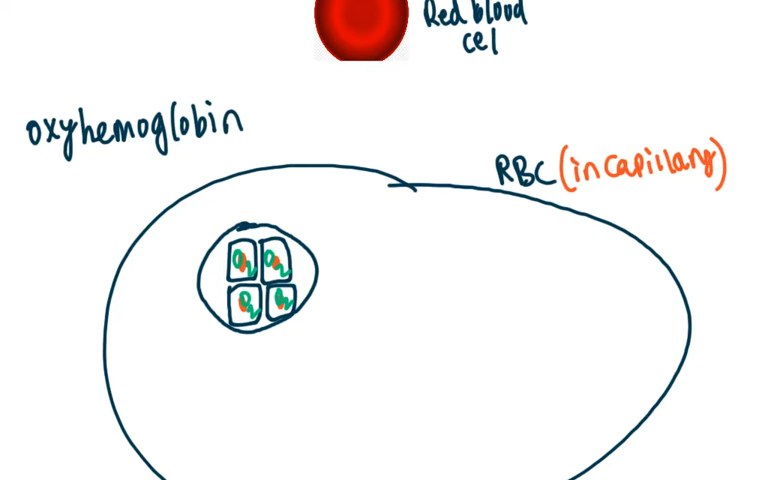 Red blood
cel
oxyhemoglobin
RBC (in capillary)
O2 O2
O2 O2